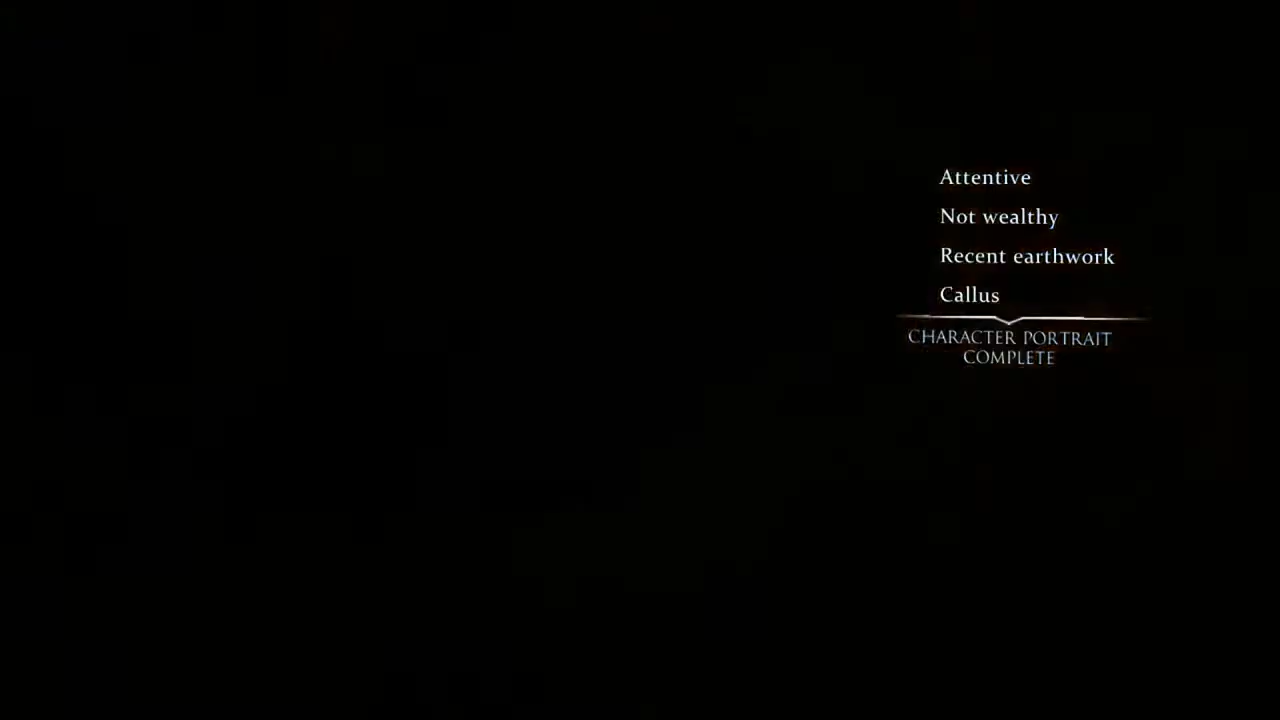 Attentive
Not wealthy
Recent earthwork
Callus
CHARACTER PORTRAIT
COMPLETE